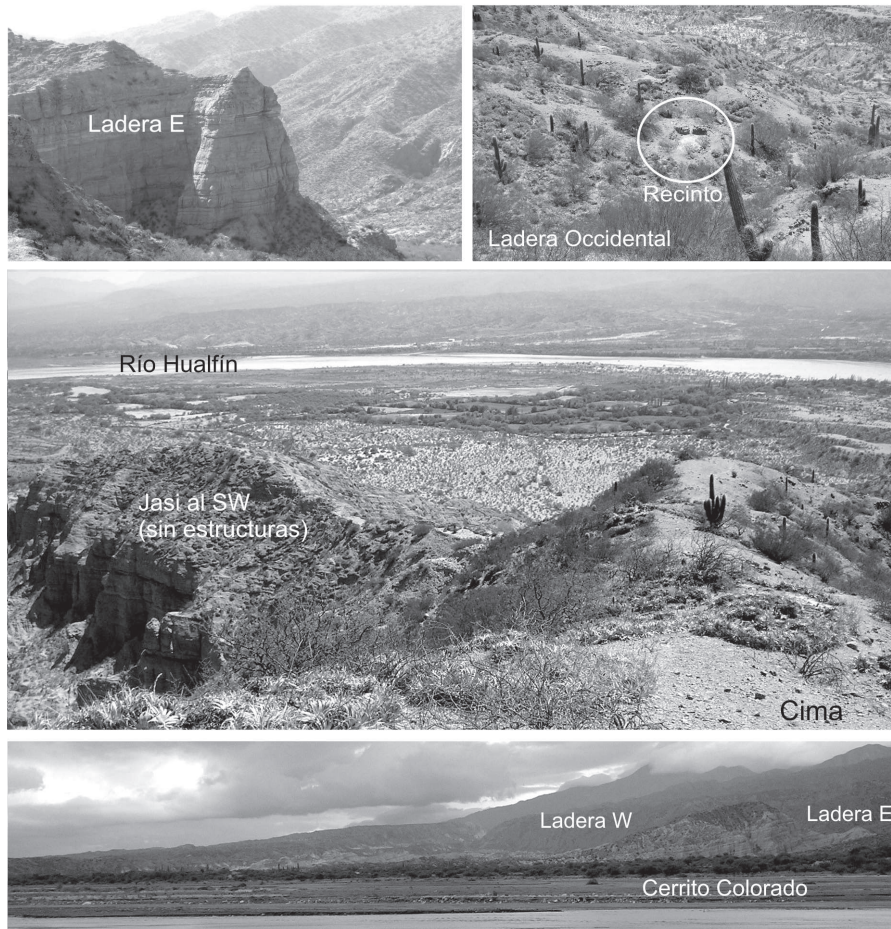 Ladera E
Recinto
Ladera Occidental
Río Hualfín
Jasi al SW
(sin estructuras)
Cima
Ladera W
Ladera E
Cerrito Colorado